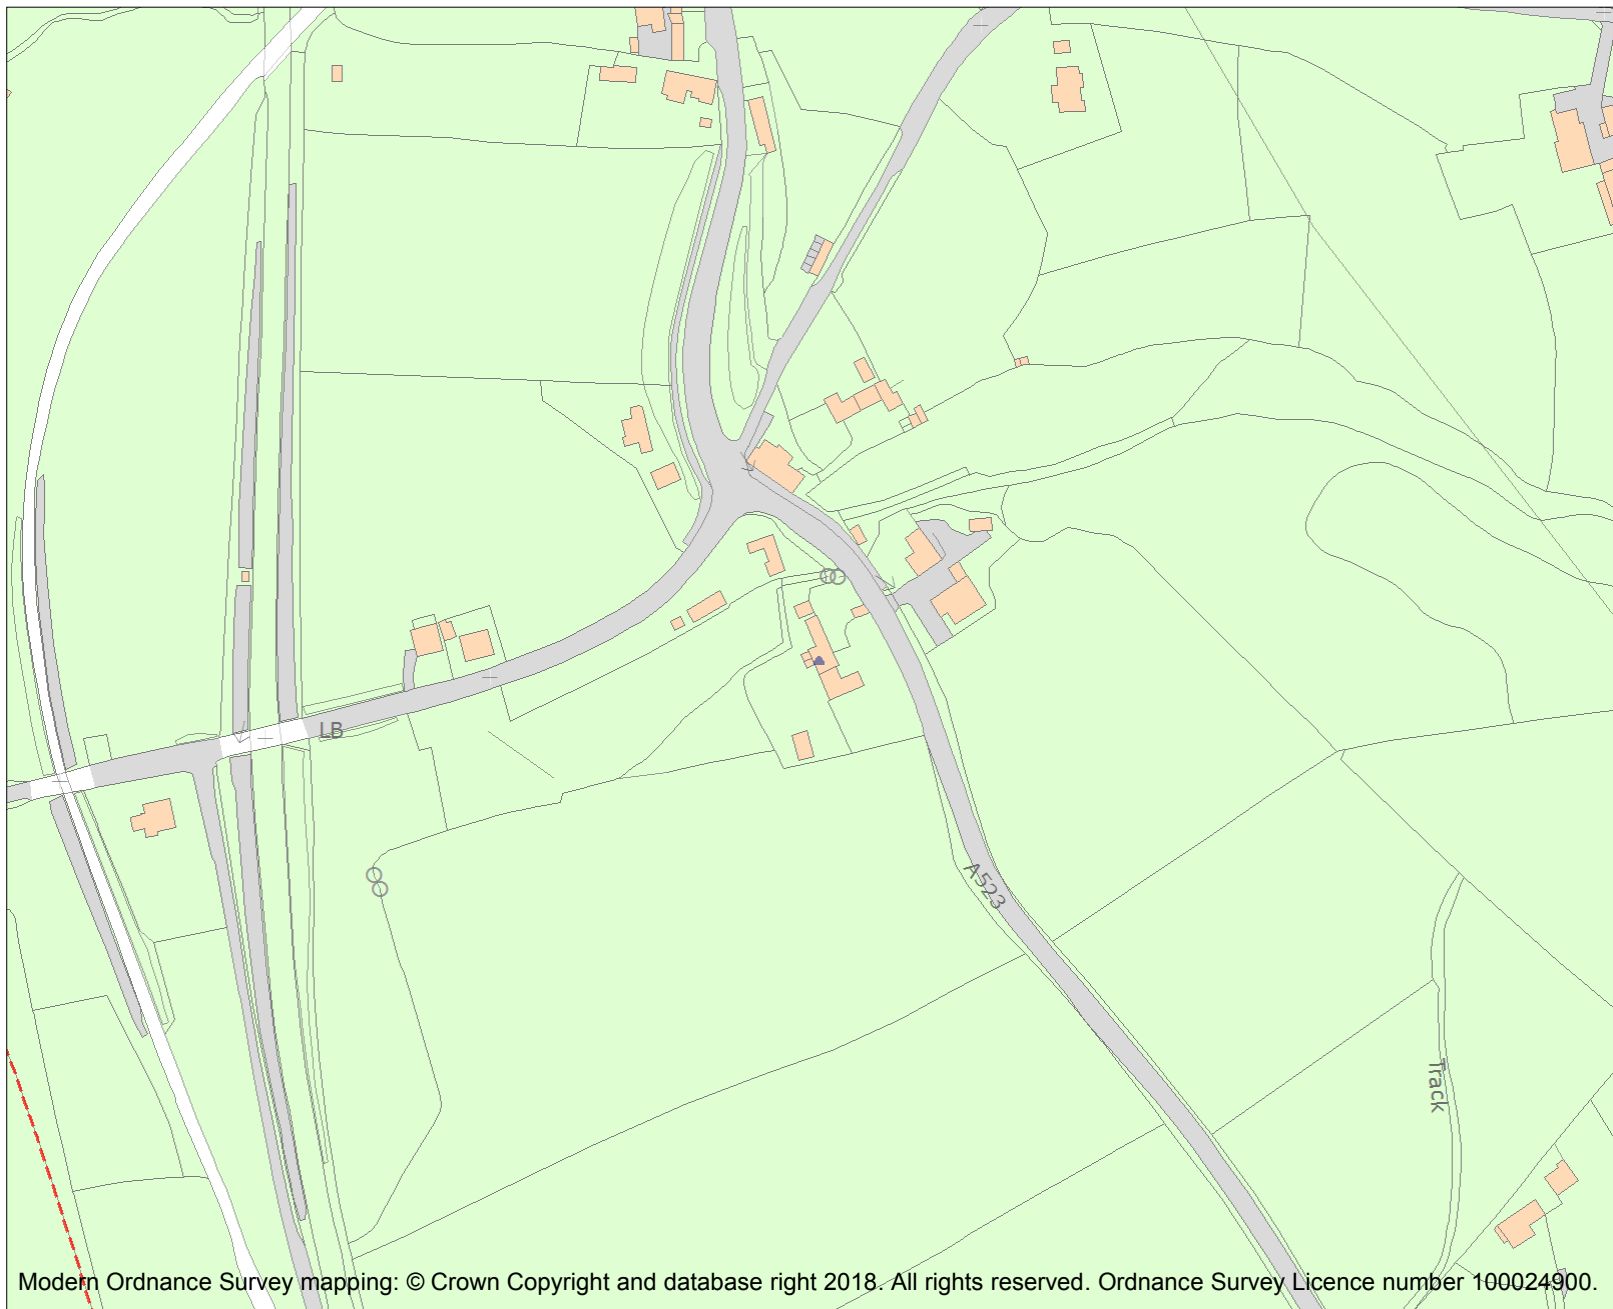 LB
A523
Track
Modern Ordnance Survey mapping: © Crown Copyright and database right 2018. All rights reserved. Ordnance Survey Licence number 100024900.